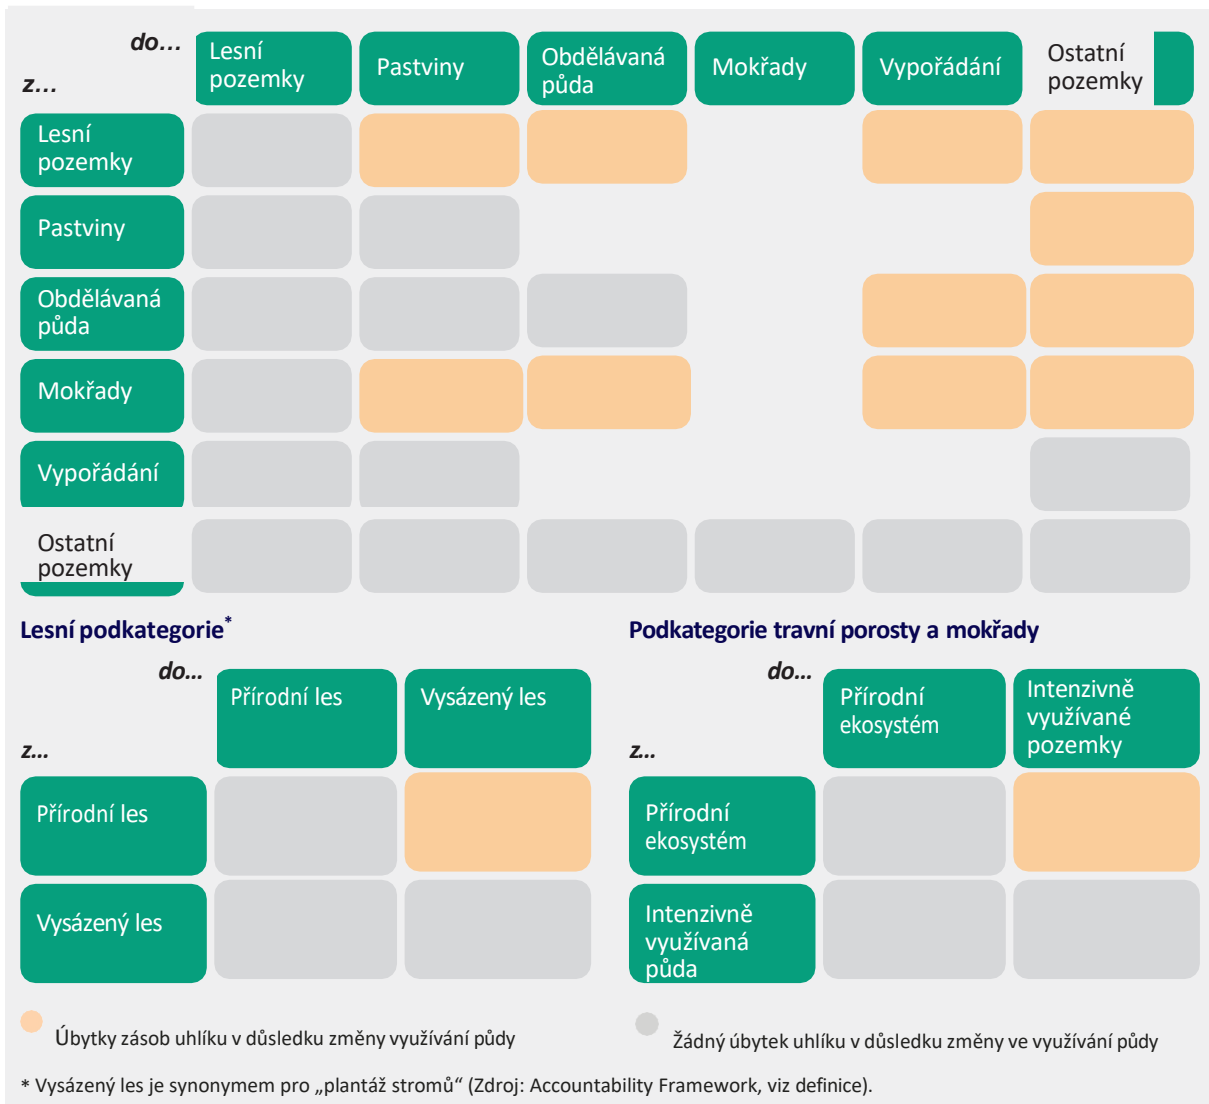 do…
z…
Lesní
pozemky
Pastviny
Obdělávaná
půda
Mokřady
Vypořádání
Ostatní
pozemky
Lesní
pozemky
Pastviny
Obdělávaná
půda
Mokřady
Vypořádání
Ostatní
pozemky
Lesní podkategorie*
do...
z...
Přírodní les
Vysázený les
Přírodní les
Vysázený les
Podkategorie travní porosty a mokřady
do...
z...
Přírodní
ekosystém
Intenzivně
využívané
pozemky
Přírodní
ekosystém
Intenzivně
využívaná
půda
Úbytky zásob uhlíku v důsledku změny využívání půdy
Žádný úbytek uhlíku v důsledku změny ve využívání půdy
* Vysázený les je synonymem pro „plantáž stromů“ (Zdroj: Accountability Framework, viz definice).